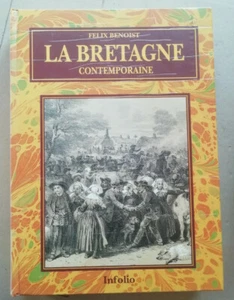 FELIX BENOIST
LA BRETAGNE
CONTEMPORAINE
Infolio